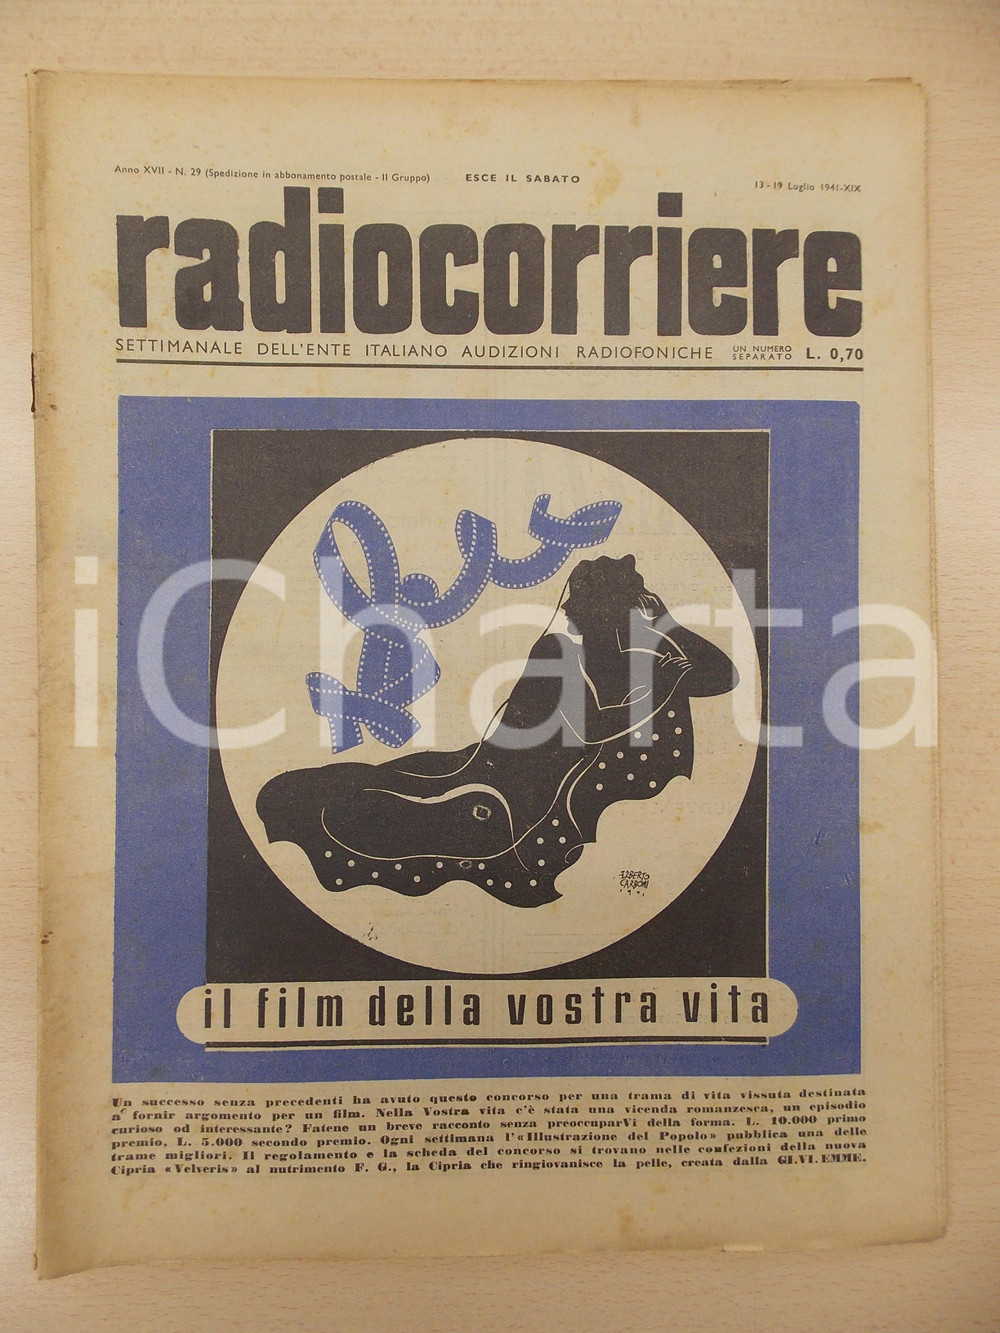 Anno XVII - N. 29 (Spedizione in abbonamento postale - II Gruppo) ESCE IL SABATO 13 - 19 Luglio 1941-XIX
radiocorriere
SETTIMANALE DELL'ENTE ITALIANO AUDIZIONI RADIOFONICHE UN NUMERO SEPARATO L. 0,70
iCharta
ERBERTO
CARBONI
il film della vostra vita
Un successo senza precedenti ha avuto questo concorso per una trama di vita vissuta destinata
a fornir argomento per un film. Nella Vostra vita c'è stata una vicenda romanzesca, un episodio
curioso od interessante? Fatene un breve racconto senza preoccuparVi della forma. L. 10.000 primo
premio, L. 5.000 secondo premio. Ogni settimana l'«Illustrazione del Popolo» pubblica una delle
trame migliori. Il regolamento e la scheda del concorso si trovano nelle confezioni della nuova
Cipria «Velveris» al nutrimento F. G., la Cipria che ringiovanisce la pelle, creata dalla GI.VI.EMME.